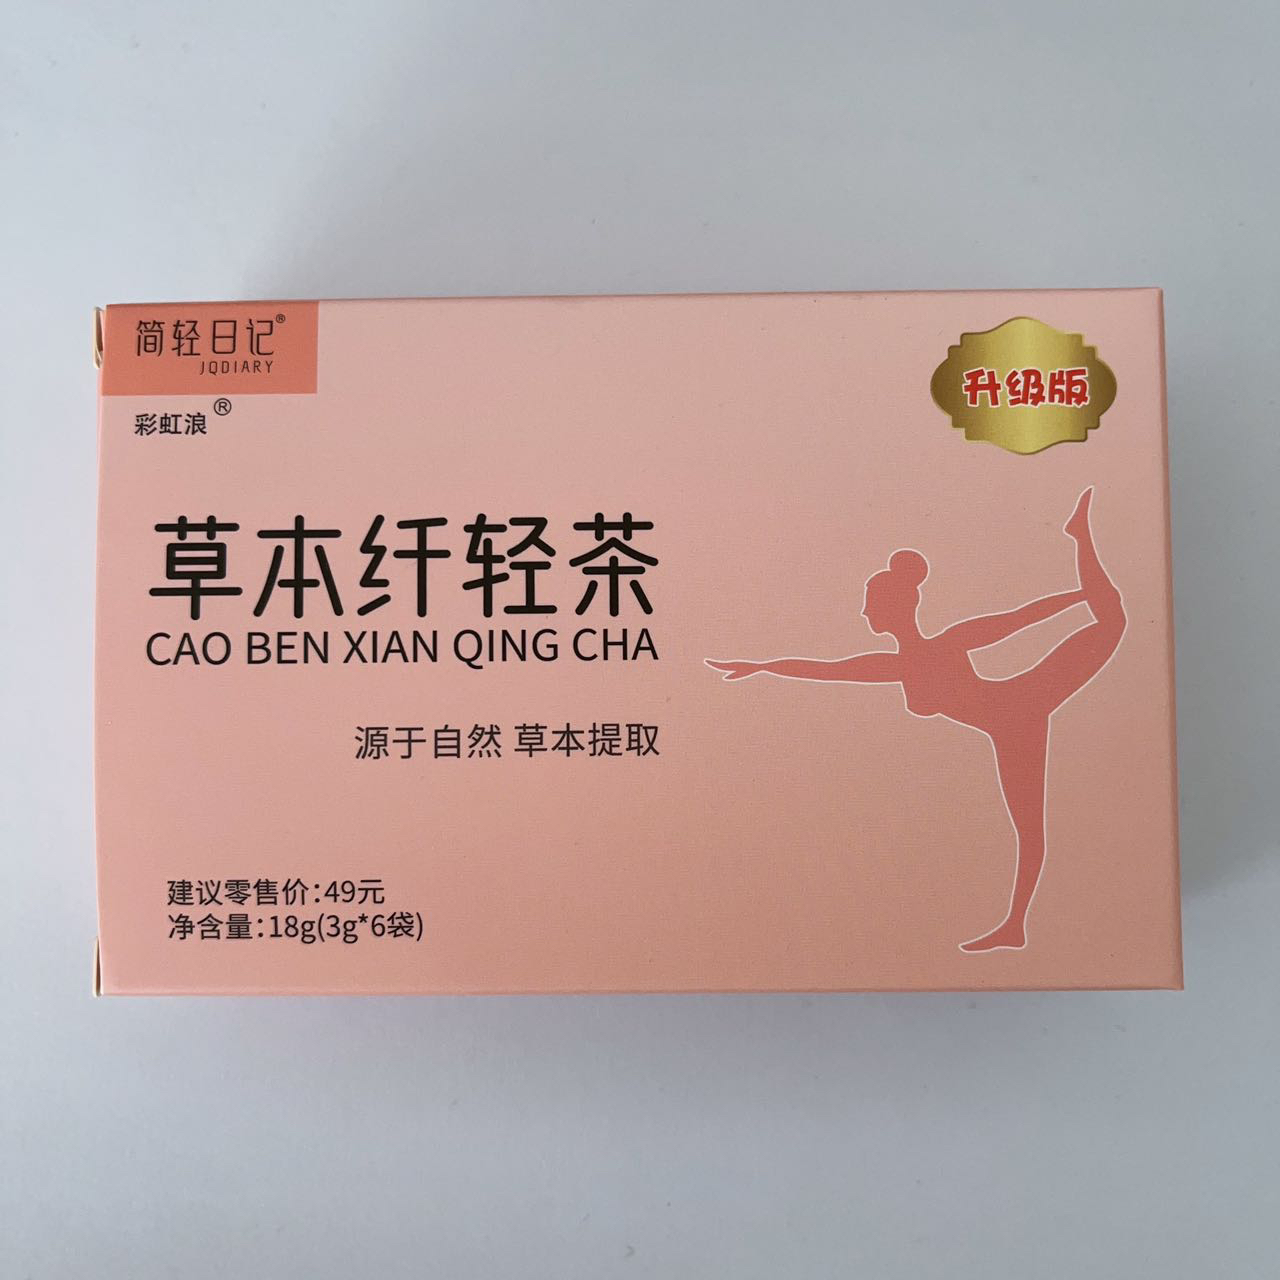 简轻日记®
JQDIARY
彩虹浪®
升级版
草本纤轻茶
CAO BEN XIAN QING CHA
源于自然 草本提取
建议零售价:49元
净含量:18g(3g*6袋)